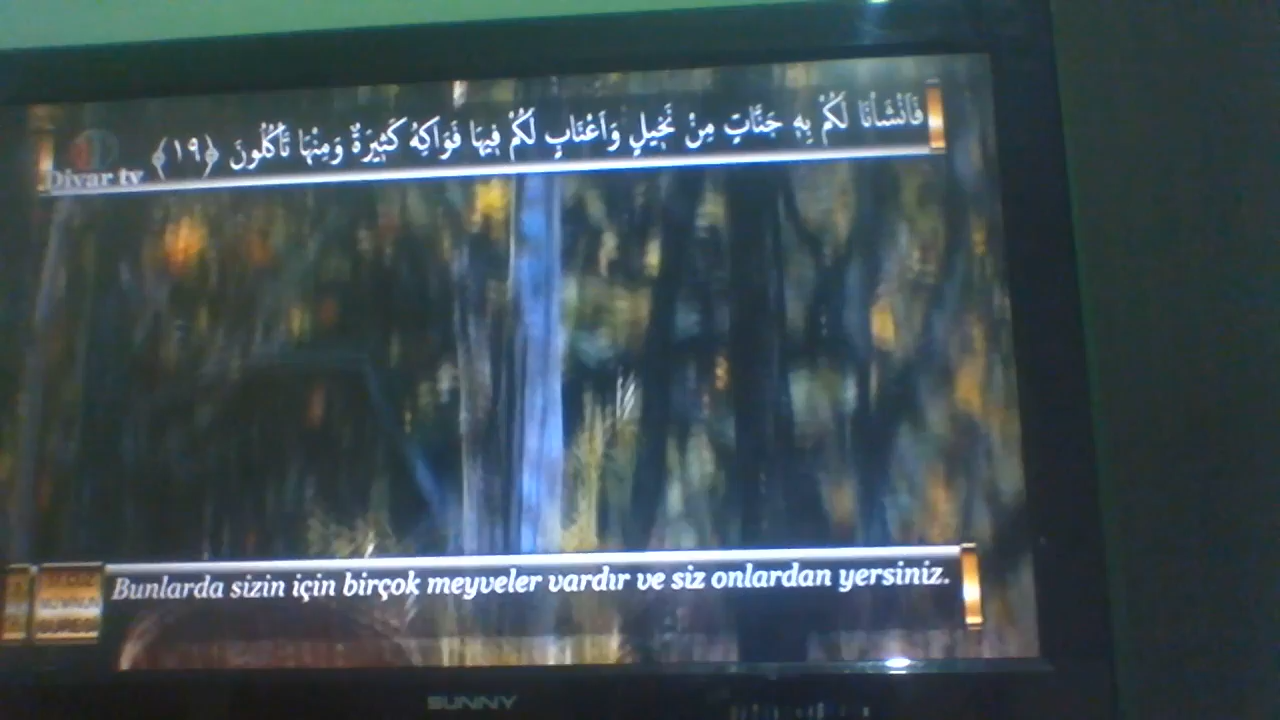 فَاَنْشَأْنَا لَكُمْ بِهٖ جَنَّاتٍ مِنْ نَخٖيلٍ وَاَعْنَابٍ لَكُمْ فٖيهَا فَوَاكِهُ كَثٖيرَةٌ وَمِنْهَا تَأْكُلُونَ ﴿١٩﴾
Divar tv
Bunlarda sizin için birçok meyveler vardır ve siz onlardan yersiniz.
SUNNY